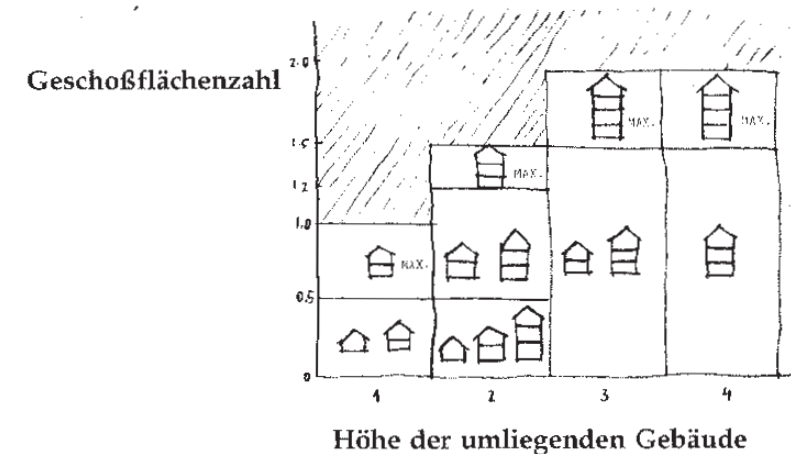 2.0
Geschoßflächenzahl
MAX. MAX.
1.5
MAX.
1.2
1.0
MAX.
0.5
0
1 2 3 4
Höhe der umliegenden Gebäude